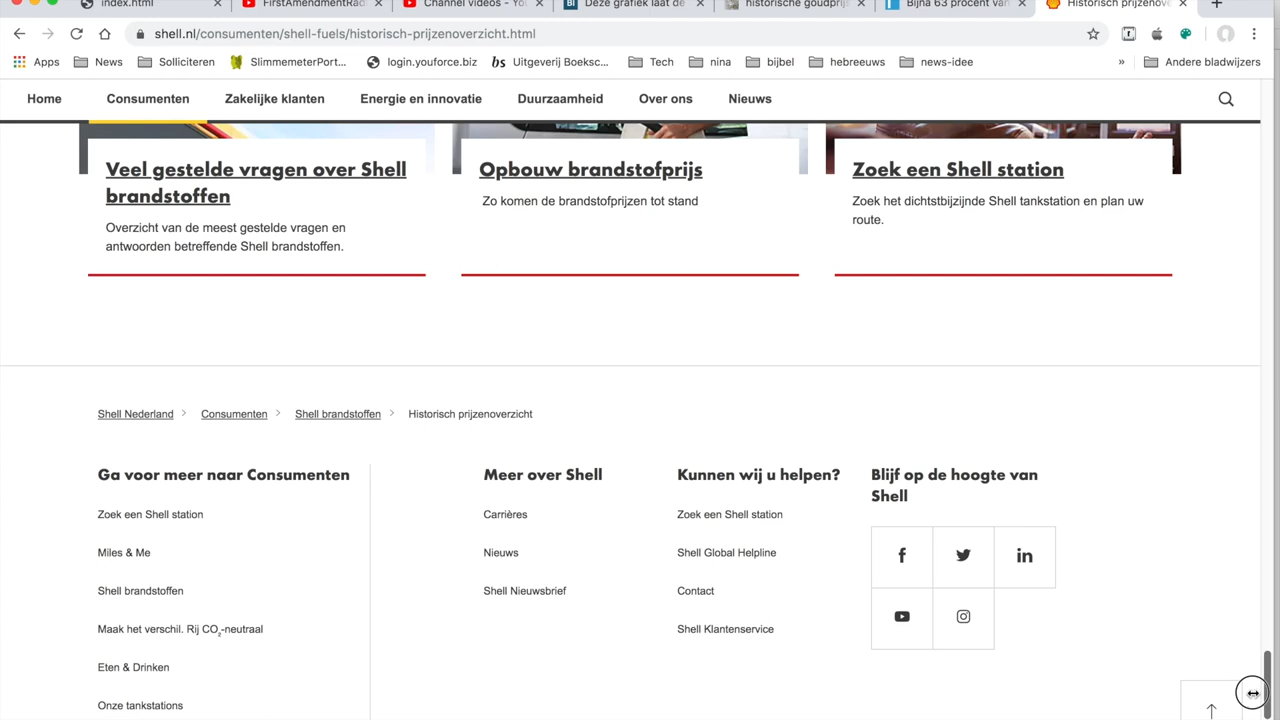 index.html
FirstAmendmentRad
Channel videos - You
Deze grafiek laat de
historische goudprijs
Bijna 63 procent van
Historisch prijzenove
shell.nl/consumenten/shell-fuels/historisch-prijzenoverzicht.html
Apps
News
Solliciteren
SlimmemeterPort...
login.youforce.biz
bs
Uitgeverij Boeksc...
Tech
nina
bijbel
hebreeuws
news-idee
»
Andere bladwijzers
Home
Consumenten
Zakelijke klanten
Energie en innovatie
Duurzaamheid
Over ons
Nieuws
Veel gestelde vragen over Shell
brandstoffen
Overzicht van de meest gestelde vragen en
antwoorden betreffende Shell brandstoffen.
Opbouw brandstofprijs
Zo komen de brandstofprijzen tot stand
Zoek een Shell station
Zoek het dichtstbijzijnde Shell tankstation en plan uw
route.
Shell Nederland > Consumenten > Shell brandstoffen > Historisch prijzenoverzicht
Ga voor meer naar Consumenten
Zoek een Shell station
Miles & Me
Shell brandstoffen
Maak het verschil. Rij CO₂-neutraal
Eten & Drinken
Onze tankstations
Meer over Shell
Carrières
Nieuws
Shell Nieuwsbrief
Kunnen wij u helpen?
Zoek een Shell station
Shell Global Helpline
Contact
Shell Klantenservice
Blijf op de hoogte van
Shell